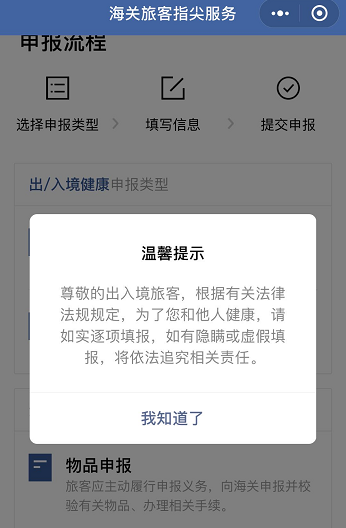 海关旅客指尖服务
申报流程
选择申报类型
填写信息
提交申报
出/入境健康申报类型
温馨提示
尊敬的出入境旅客，根据有关法律
法规规定，为了您和他人健康，请
如实逐项填报，如有隐瞒或虚假填
报，将依法追究相关责任。
我知道了
物品申报
旅客应主动履行申报义务，向海关申报并校
验有关物品、办理相关手续。